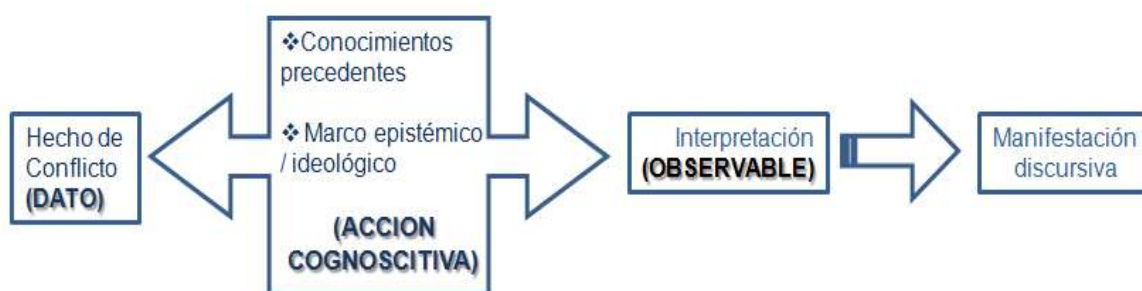 Hecho de
Conflicto
(DATO)
❖Conocimientos
precedentes
❖ Marco epistémico
/ ideológico
(ACCION
COGNOSCITIVA)
Interpretación
(OBSERVABLE)
Manifestación
discursiva